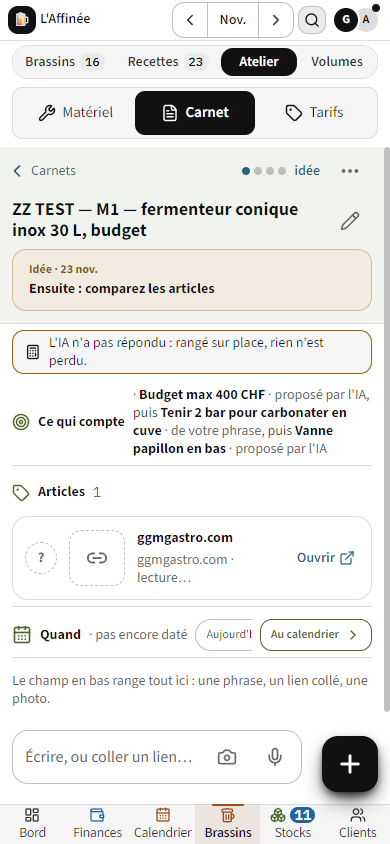 L'Affinée
Nov.
G
A
Brassins 16
Recettes 23
Atelier
Volumes
Matériel
Carnet
Tarifs
Carnets
idée
ZZ TEST — M1 — fermenteur conique
inox 30 L, budget
Idée · 23 nov.
Ensuite : comparez les articles
L'IA n'a pas répondu : rangé sur place, rien n'est
perdu.
Ce qui compte
· Budget max 400 CHF · proposé par l'IA,
puis Tenir 2 bar pour carbonater en
cuve · de votre phrase, puis Vanne
papillon en bas · proposé par l'IA
Articles 1
?
ggmgastro.com
ggmgastro.com ·
lecture…
Ouvrir
Quand · pas encore daté
Aujourd'
Au calendrier
Le champ en bas range tout ici : une phrase, un lien collé, une
photo.
Écrire, ou coller un lien…
Bord
Finances
Calendrier
Brassins
11
Stocks
Clients